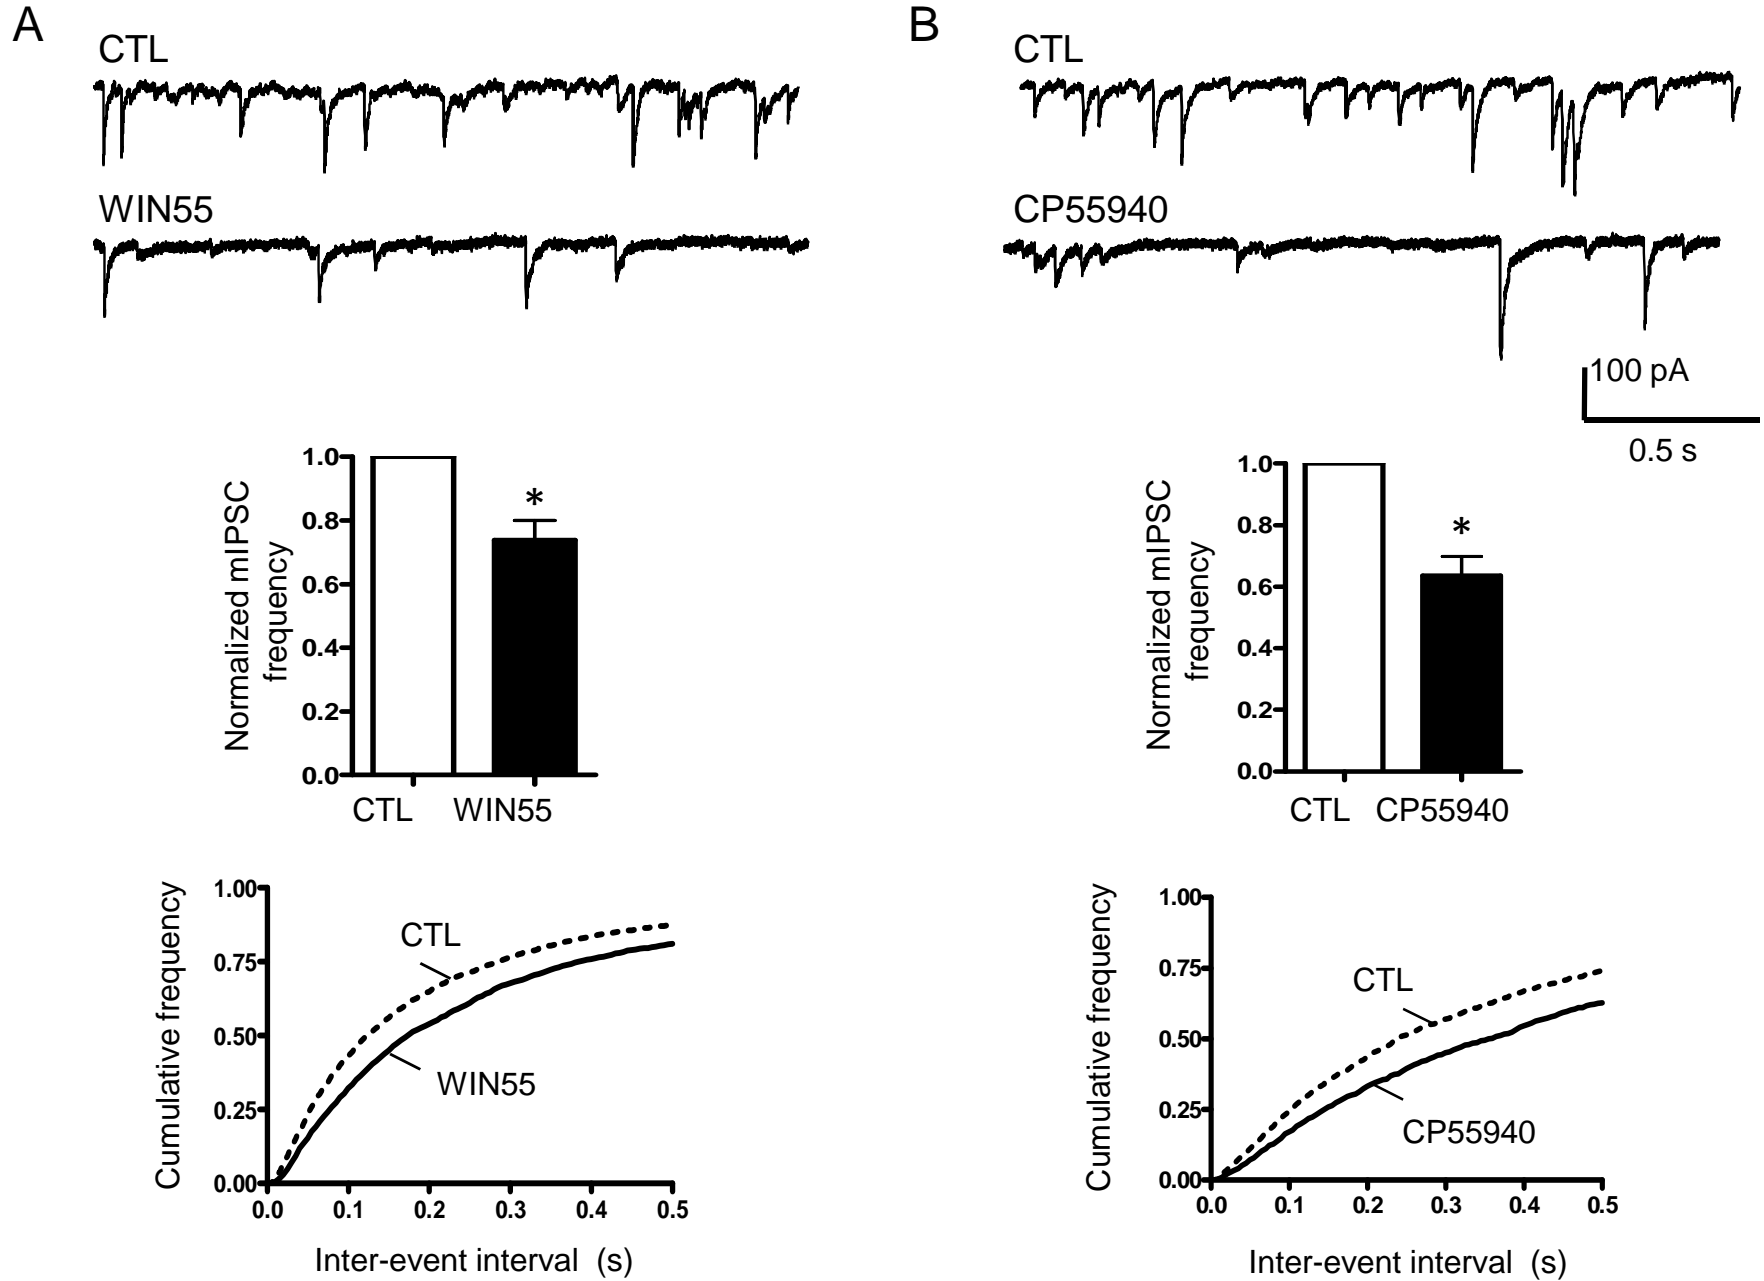 A
CTL
WIN55
Normalized mIPSC
frequency
1.0
0.8
*
0.6
0.4
0.2
0.0
CTL WIN55
Cumulative frequency
1.00
CTL
0.75
0.50
WIN55
0.25
0.00
0.0 0.1 0.2 0.3 0.4 0.5
Inter-event interval (s)
B
CTL
CP55940
100 pA
0.5 s
Normalized mIPSC
frequency
1.0
0.8
*
0.6
0.4
0.2
0.0
CTL CP55940
Cumulative frequency
1.00
0.75
CTL
0.50
0.25
CP55940
0.00
0.0 0.1 0.2 0.3 0.4 0.5
Inter-event interval (s)